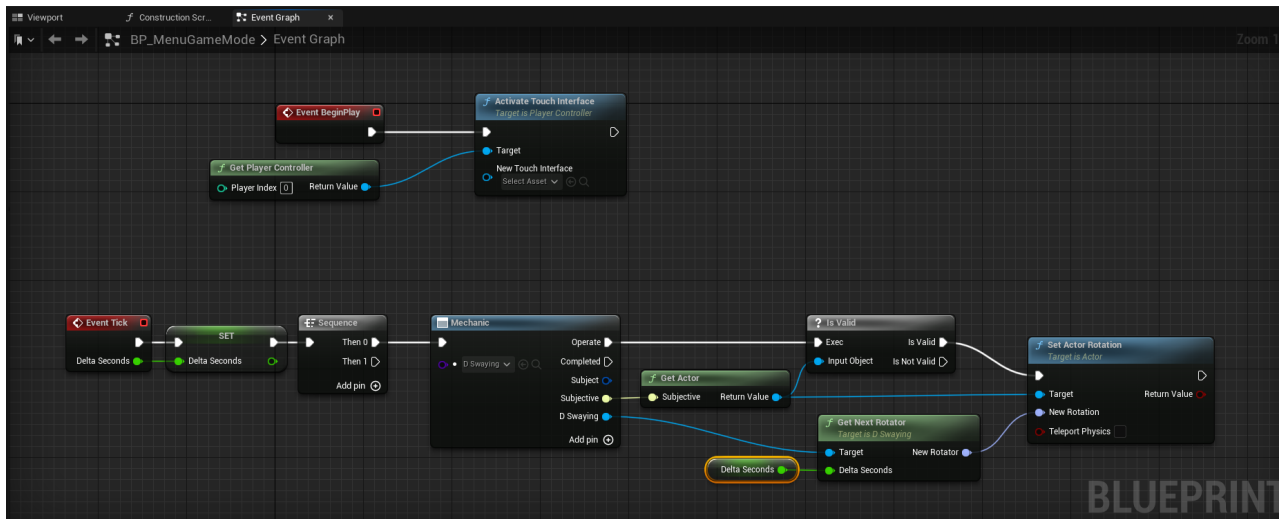 Viewport
Construction Scr...
Event Graph
BP_MenuGameMode > Event Graph
Zoom 1
Event BeginPlay
Activate Touch Interface
Target is Player Controller
Target
New Touch Interface
Select Asset
Get Player Controller
Player Index 0 Return Value
Event Tick
Delta Seconds
SET
Delta Seconds
Sequence
Then 0
Then 1
Add pin
Mechanic
Operate
D Swaying
Completed
Subject
Subjective
D Swaying
Add pin
Get Actor
Subjective Return Value
? Is Valid
Exec Is Valid
Input Object Is Not Valid
Set Actor Rotation
Target is Actor
Target Return Value
New Rotation
Teleport Physics
Get Next Rotator
Target is D Swaying
Target New Rotator
Delta Seconds
Delta Seconds
BLUEPRINT